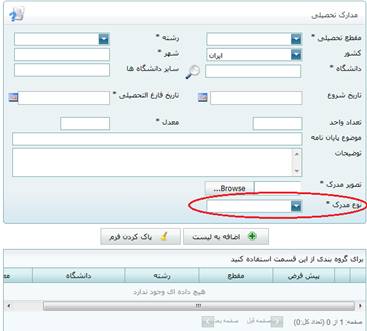 مدارک تحصیلی
مقطع تحصیلی * رشته *
کشور ایران شهر *
دانشگاه * سایر دانشگاه ها
تاریخ شروع تاریخ فارغ التحصیلی *
تعداد واحد معدل *
موضوع پایان نامه
توضیحات
تصویر مدرک * Browse...
نوع مدرک *
اضافه به لیست پاک کردن فرم
برای گروه بندی از این قسمت استفاده کنید
پیش فرض مقطع رشته دانشگاه
هیچ داده ای وجود ندارد
صفحه: 1 از 0 (تعداد کل:0) صفحه قبل صفحه بعد